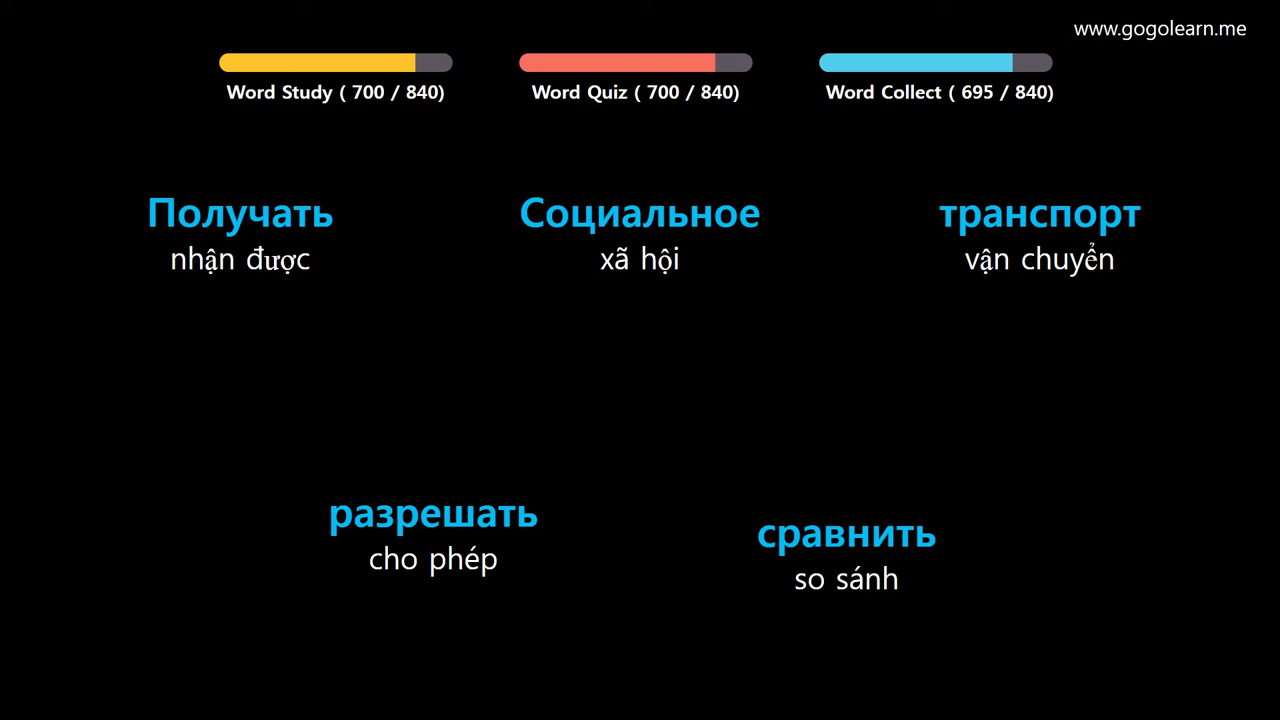 www.gogolearn.me
Word Study ( 700 / 840)
Word Quiz ( 700 / 840)
Word Collect ( 695 / 840)
Получать
nhận được
Социальное
xã hội
транспорт
vận chuyển
разрешать
cho phép
сравнить
so sánh